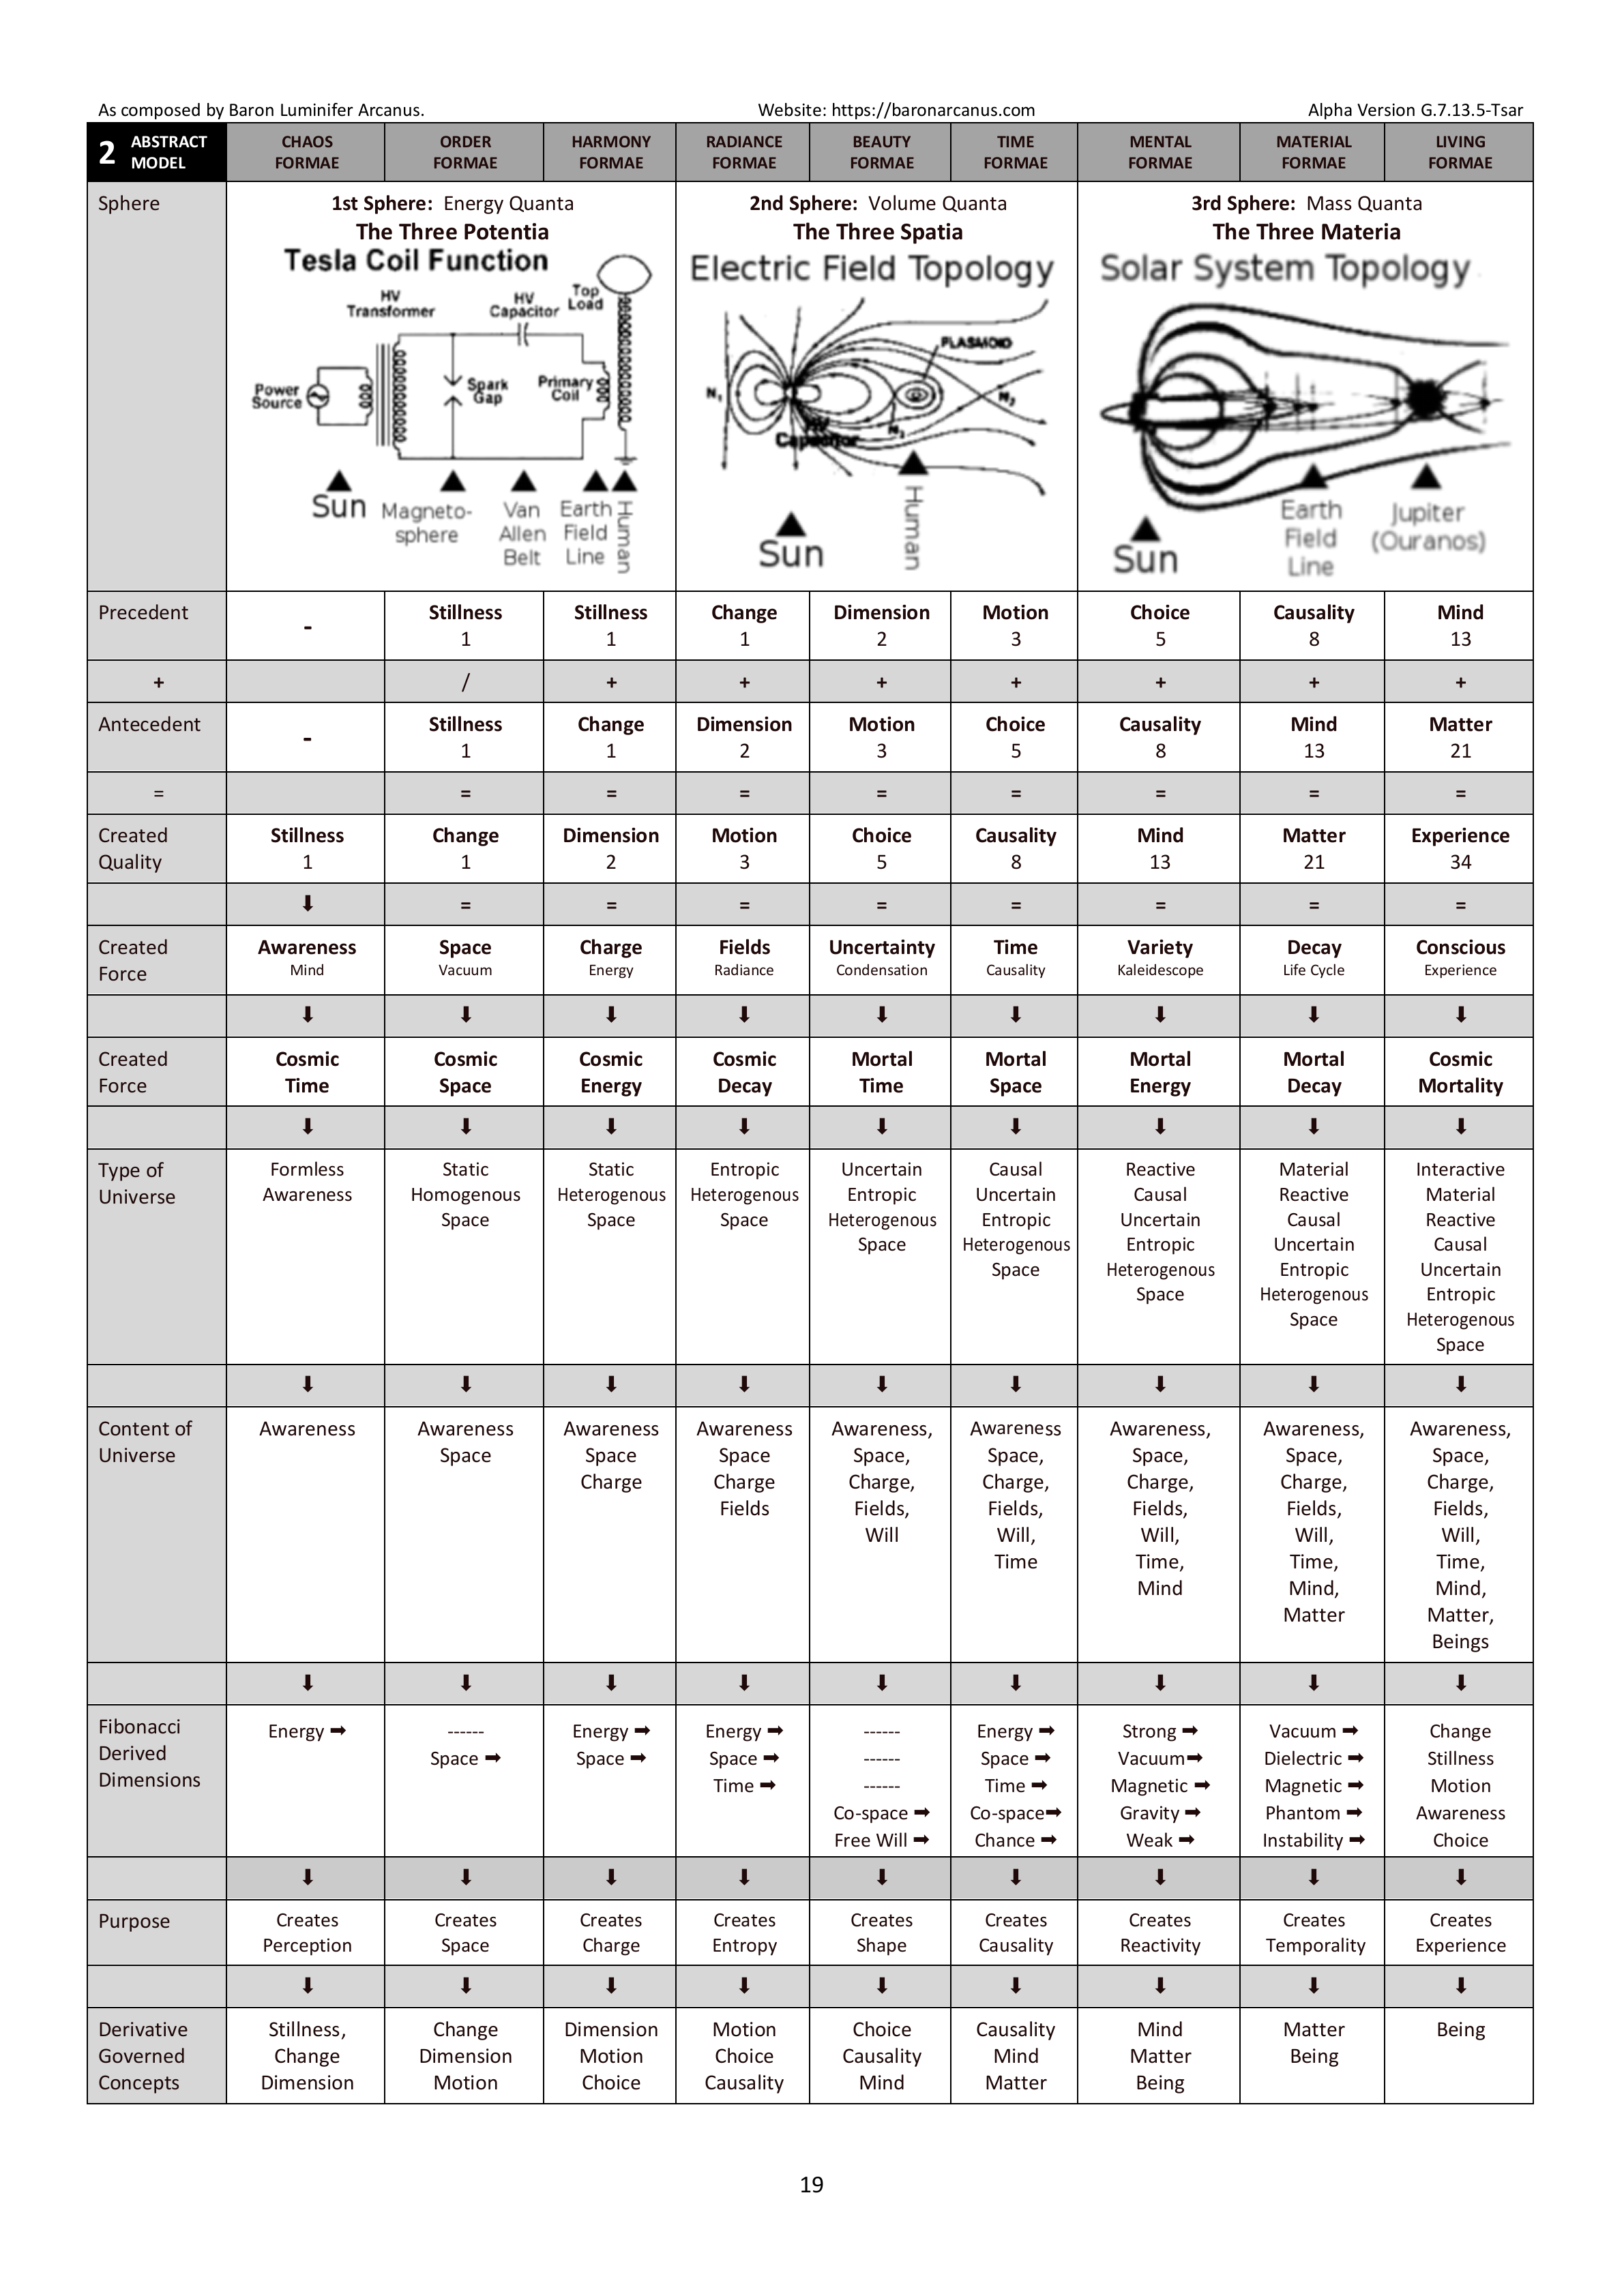 As composed by Baron Luminifer Arcanus. Website: https://baronarcanus.com Alpha Version G.7.13.5-Tsar
2 ABSTRACT MODEL CHAOS FORMAE ORDER FORMAE HARMONY FORMAE RADIANCE FORMAE BEAUTY FORMAE TIME FORMAE MENTAL FORMAE MATERIAL FORMAE LIVING FORMAE
Sphere
1st Sphere: Energy Quanta
The Three Potentia
Tesla Coil Function
HV Transformer
HV Capacitor
Top Load
Power Source
Spark Gap
Primary Coil
Sun
Magneto-sphere
Van Allen Belt
Earth Field Line
Human
2nd Sphere: Volume Quanta
The Three Spatia
Electric Field Topology
PLASMOID
N1
N2
N3
HV Capacitor
Human
Sun
3rd Sphere: Mass Quanta
The Three Materia
Solar System Topology
Earth Field Line
Jupiter (Ouranos)
Sun
Precedent - Stillness 1 Stillness 1 Change 1 Dimension 2 Motion 3 Choice 5 Causality 8 Mind 13
+ / + + + + + + +
Antecedent - Stillness 1 Change 1 Dimension 2 Motion 3 Choice 5 Causality 8 Mind 13 Matter 21
= = = = = = = = =
Created Quality Stillness 1 Change 1 Dimension 2 Motion 3 Choice 5 Causality 8 Mind 13 Matter 21 Experience 34
⬇ = = = = = = = =
Created Force Awareness Mind Space Vacuum Charge Energy Fields Radiance Uncertainty Condensation Time Causality Variety Kaleidescope Decay Life Cycle Conscious Experience
⬇ ⬇ ⬇ ⬇ ⬇ ⬇ ⬇ ⬇ ⬇
Created Force Cosmic Time Cosmic Space Cosmic Energy Cosmic Decay Mortal Time Mortal Space Mortal Energy Mortal Decay Cosmic Mortality
⬇ ⬇ ⬇ ⬇ ⬇ ⬇ ⬇ ⬇ ⬇
Type of Universe
Formless Awareness
Static Homogenous Space
Static Heterogenous Space
Entropic Heterogenous Space
Uncertain Entropic Heterogenous Space
Causal Uncertain Entropic Heterogenous Space
Reactive Causal Uncertain Entropic Heterogenous Space
Material Reactive Causal Uncertain Entropic Heterogenous Space
Interactive Material Reactive Causal Uncertain Entropic Heterogenous Space
⬇ ⬇ ⬇ ⬇ ⬇ ⬇ ⬇ ⬇ ⬇
Content of Universe
Awareness
Awareness Space
Awareness Space Charge
Awareness Space Charge Fields
Awareness, Space, Charge, Fields, Will
Awareness Space, Charge, Fields, Will, Time
Awareness, Space, Charge, Fields, Will, Time, Mind
Awareness, Space, Charge, Fields, Will, Time, Mind, Matter
Awareness, Space, Charge, Fields, Will, Time, Mind, Matter, Beings
⬇ ⬇ ⬇ ⬇ ⬇ ⬇ ⬇ ⬇ ⬇
Fibonacci Derived Dimensions
Energy ➡
------ Space ➡
Energy ➡ Space ➡
Energy ➡ Space ➡ Time ➡
------ ------ ------ Co-space ➡ Free Will ➡
Energy ➡ Space ➡ Time ➡ Co-space➡ Chance ➡
Strong ➡ Vacuum➡ Magnetic ➡ Gravity ➡ Weak ➡
Vacuum ➡ Dielectric ➡ Magnetic ➡ Phantom ➡ Instability ➡
Change Stillness Motion Awareness Choice
⬇ ⬇ ⬇ ⬇ ⬇ ⬇ ⬇ ⬇ ⬇
Purpose Creates Perception Creates Space Creates Charge Creates Entropy Creates Shape Creates Causality Creates Reactivity Creates Temporality Creates Experience
⬇ ⬇ ⬇ ⬇ ⬇ ⬇ ⬇ ⬇ ⬇
Derivative Governed Concepts
Stillness, Change Dimension
Change Dimension Motion
Dimension Motion Choice
Motion Choice Causality
Choice Causality Mind
Causality Mind Matter
Mind Matter Being
Matter Being
Being
19